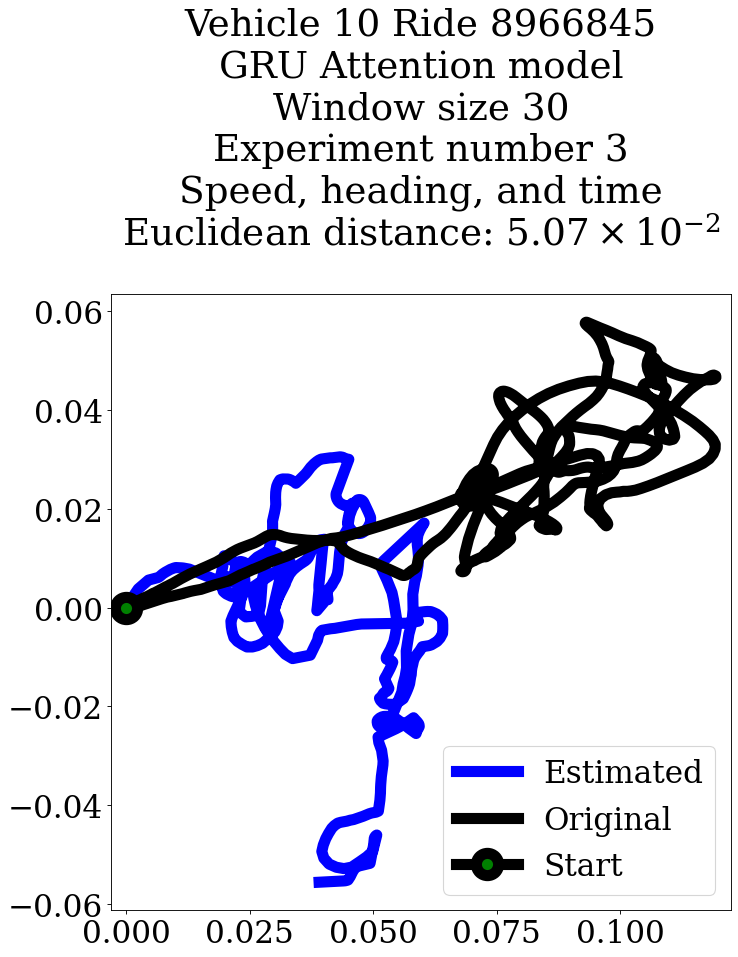 Vehicle 10 Ride 8966845
GRU Attention model
Window size 30
Experiment number 3
Speed, heading, and time
Euclidean distance: 5.07 × 10⁻²
0.06
0.04
0.02
0.00
−0.02
−0.04
−0.06
0.000 0.025 0.050 0.075 0.100
Estimated
Original
Start